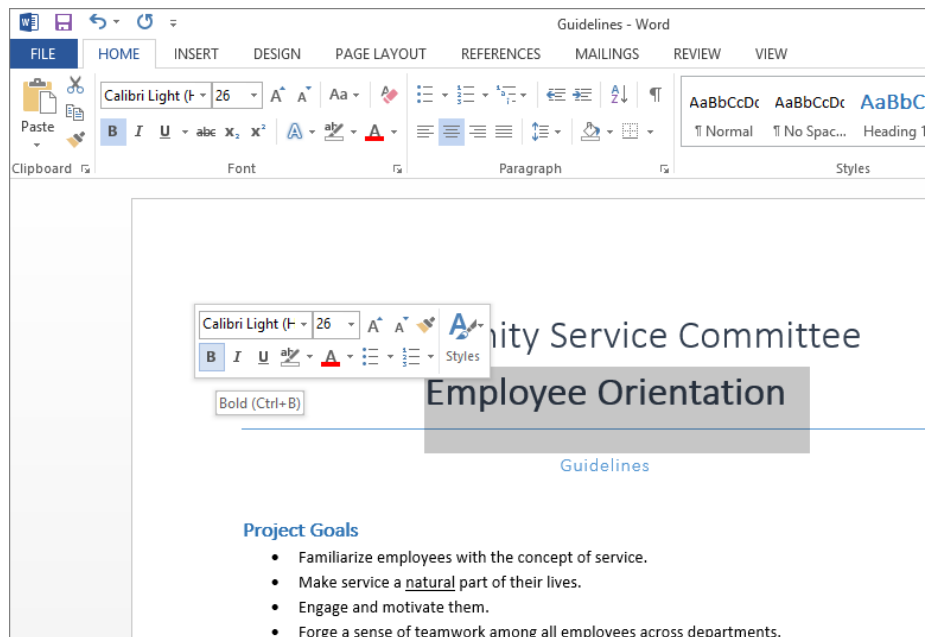 Guidelines - Word
FILE HOME INSERT DESIGN PAGE LAYOUT REFERENCES MAILINGS REVIEW VIEW
Paste
Calibri Light (H 26 Aa
B I U abc X₂ X² A aby A
AaBbCcDc AaBbCcDc AaBbC
¶ Normal ¶ No Spac... Heading 1
Clipboard Font Paragraph Styles
Calibri Light (H 26 A A
B I U aby A Styles
nity Service Committee
Bold (Ctrl+B)
Employee Orientation
Guidelines
Project Goals
• Familiarize employees with the concept of service.
• Make service a natural part of their lives.
• Engage and motivate them.
• Forge a sense of teamwork among all employees across departments.